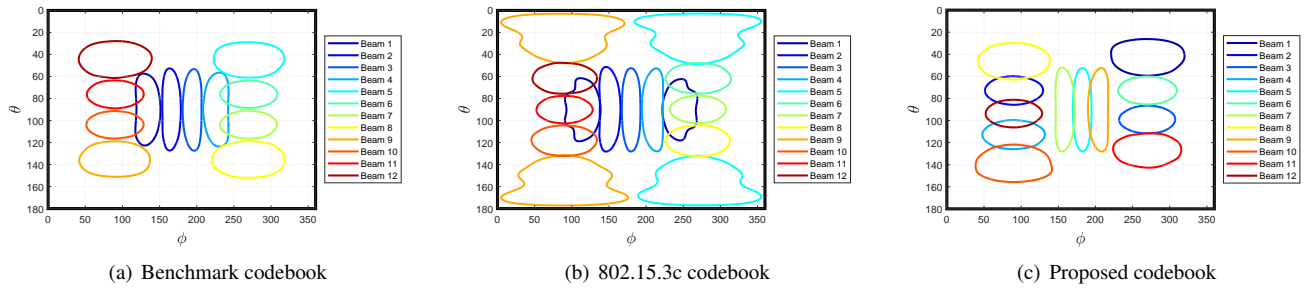 0
20
40
60
80
100
120
140
160
180
θ
0 50 100 150 200 250 300 350
ϕ
Beam 1
Beam 2
Beam 3
Beam 4
Beam 5
Beam 6
Beam 7
Beam 8
Beam 9
Beam 10
Beam 11
Beam 12
(a) Benchmark codebook
0
20
40
60
80
100
120
140
160
180
θ
0 50 100 150 200 250 300 350
ϕ
Beam 1
Beam 2
Beam 3
Beam 4
Beam 5
Beam 6
Beam 7
Beam 8
Beam 9
Beam 10
Beam 11
Beam 12
(b) 802.15.3c codebook
0
20
40
60
80
100
120
140
160
180
θ
0 50 100 150 200 250 300 350
ϕ
Beam 1
Beam 2
Beam 3
Beam 4
Beam 5
Beam 6
Beam 7
Beam 8
Beam 9
Beam 10
Beam 11
Beam 12
(c) Proposed codebook